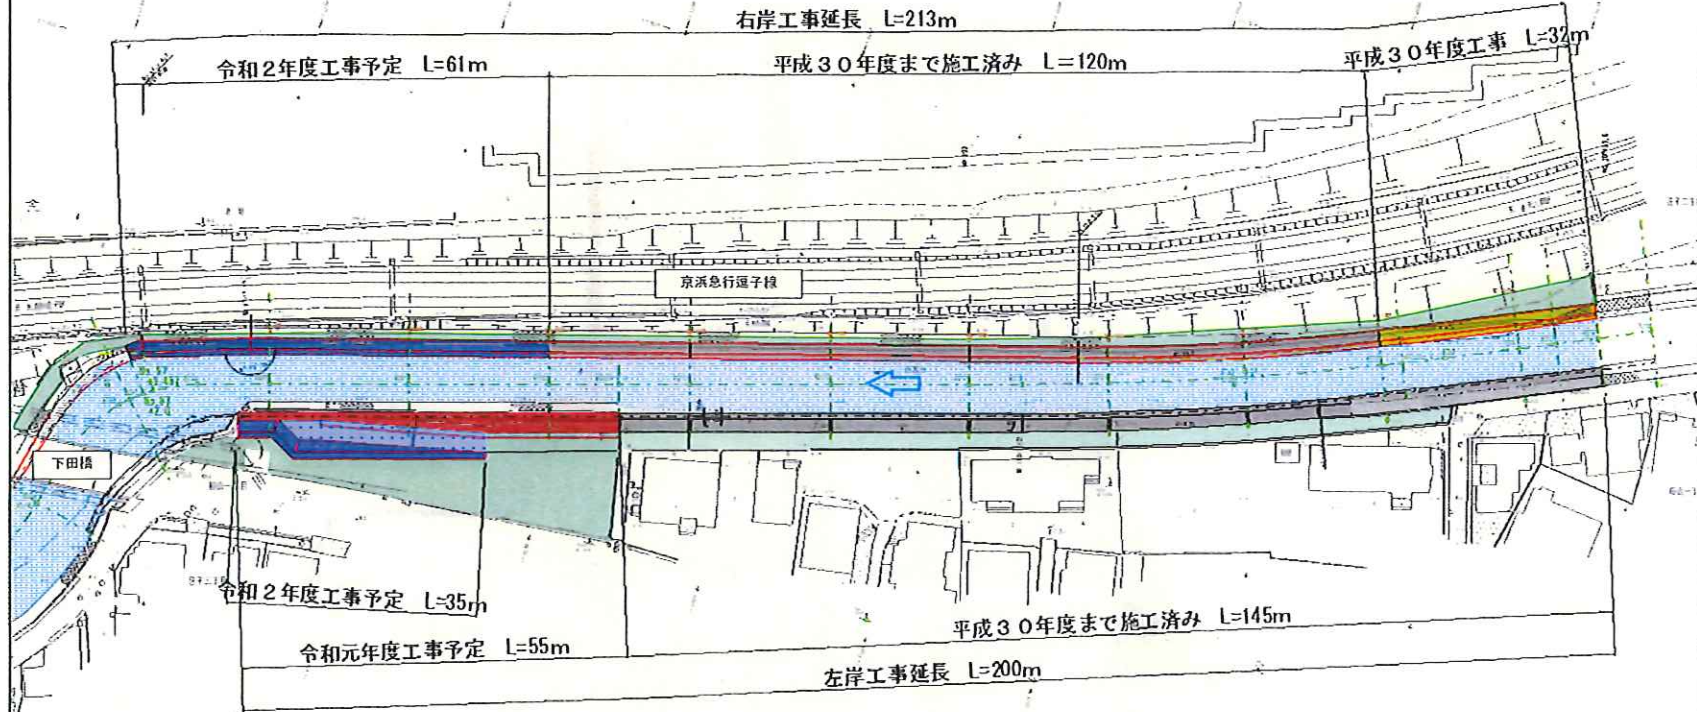 右岸工事延長 L=213m
令和2年度工事予定 L=61m
平成30年度まで施工済み L=120m
平成30年度工事 L=32m
京浜急行逗子線
下田橋
令和2年度工事予定 L=35m
平成30年度まで施工済み L=145m
令和元年度工事予定 L=55m
左岸工事延長 L=200m